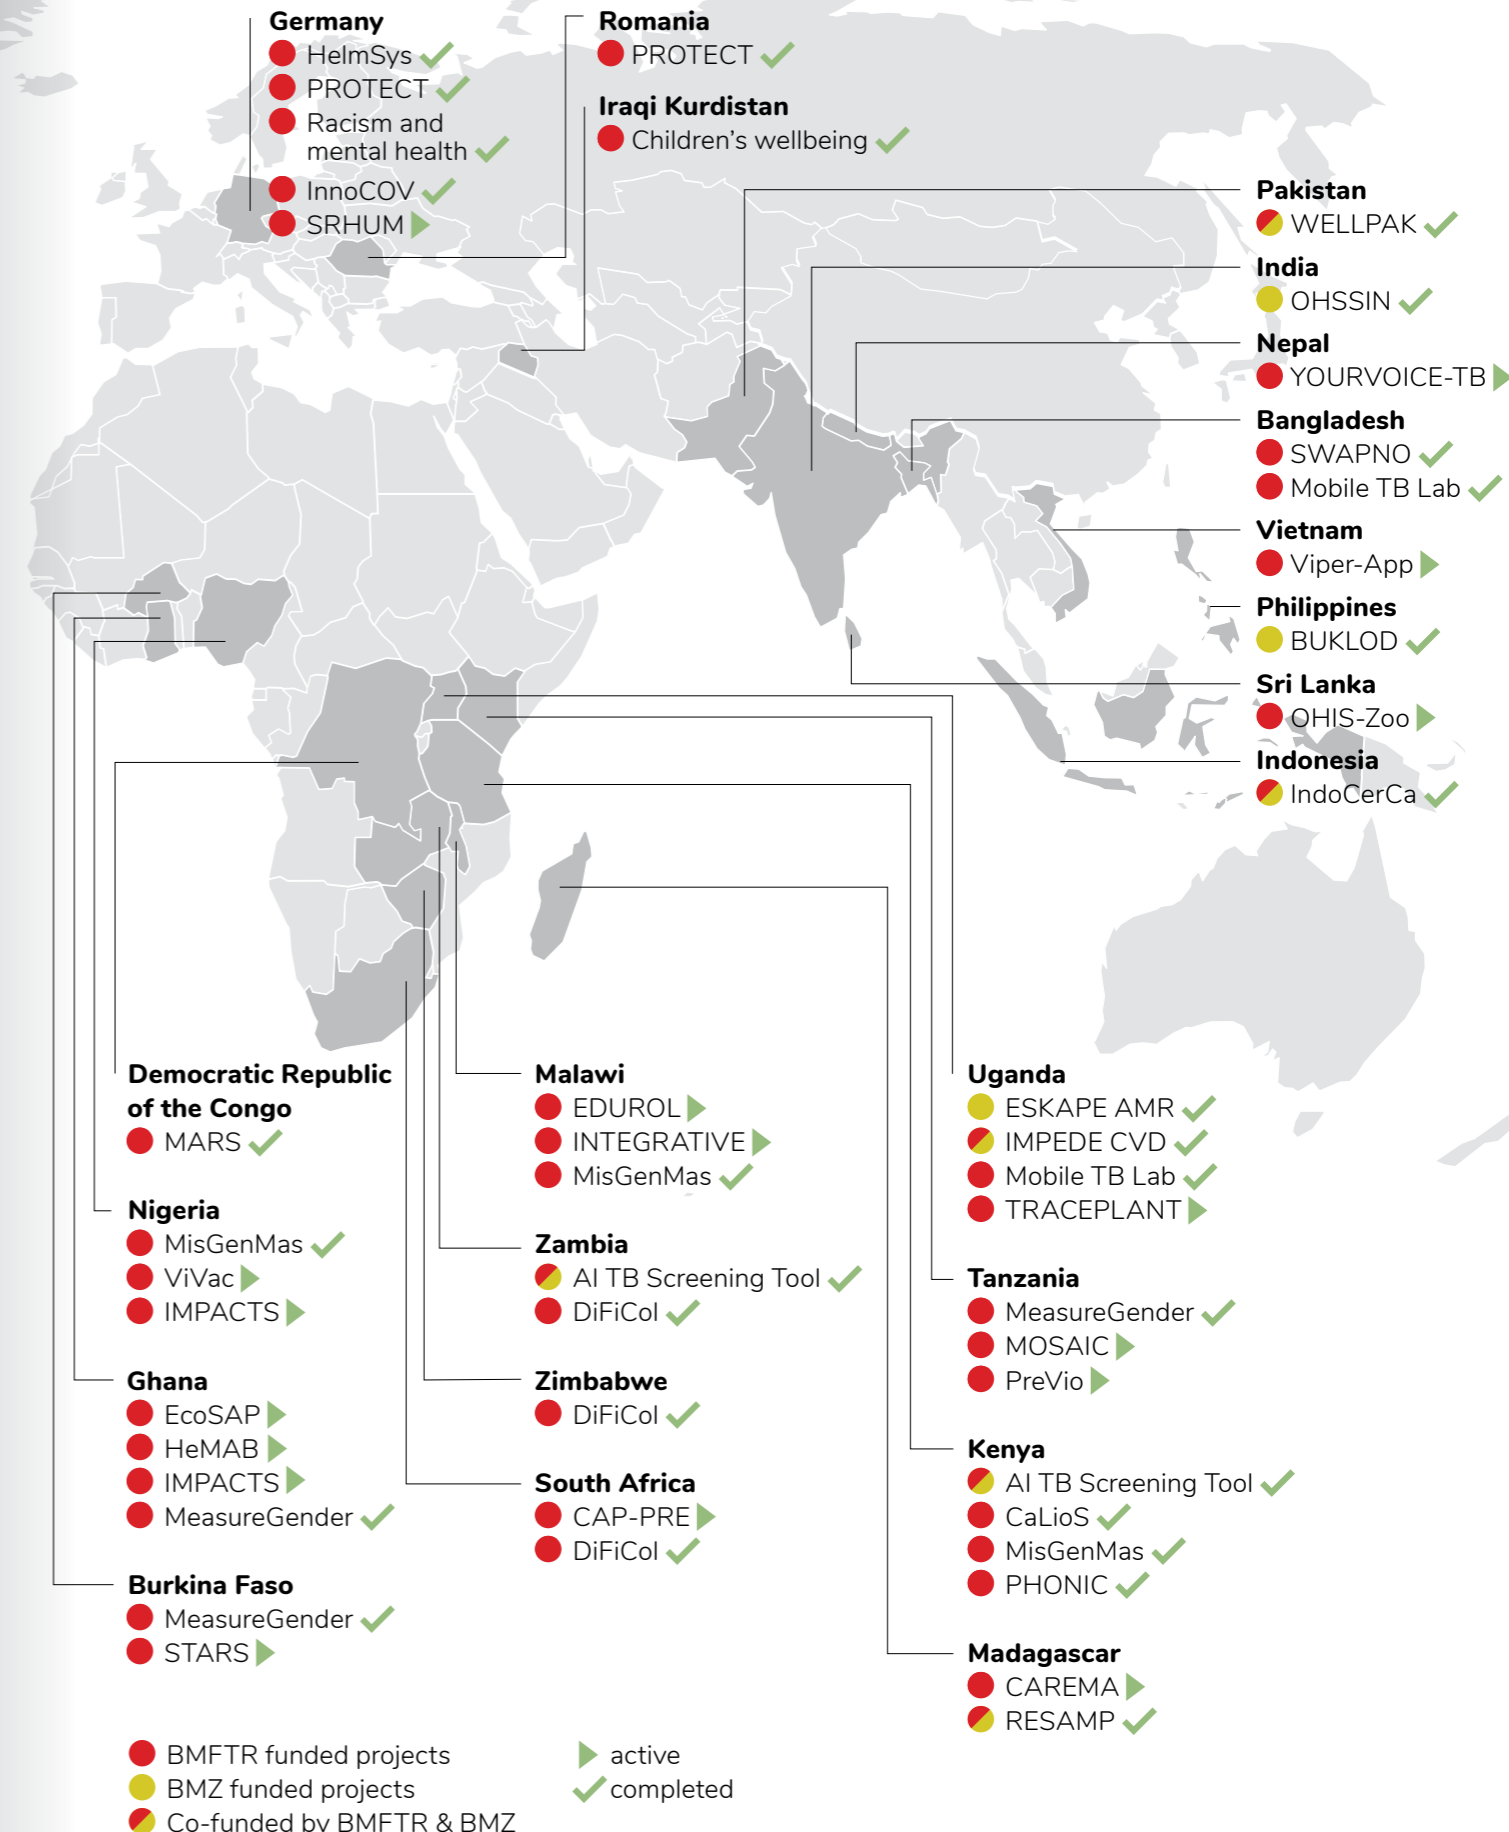 Germany
HelmSys
PROTECT
Racism and
mental health
InnoCOV
SRHUM
Romania
PROTECT
Iraqi Kurdistan
Children's wellbeing
Pakistan
WELLPAK
India
OHSSIN
Nepal
YOURVOICE-TB
Bangladesh
SWAPNO
Mobile TB Lab
Vietnam
Viper-App
Philippines
BUKLOD
Sri Lanka
OHIS-Zoo
Indonesia
IndoCerCa
Democratic Republic
of the Congo
MARS
Nigeria
MisGenMas
ViVac
IMPACTS
Ghana
EcoSAP
HeMAB
IMPACTS
MeasureGender
Burkina Faso
MeasureGender
STARS
Malawi
EDUROL
INTEGRATIVE
MisGenMas
Zambia
AI TB Screening Tool
DiFiCol
Zimbabwe
DiFiCol
South Africa
CAP-PRE
DiFiCol
Uganda
ESKAPE AMR
IMPEDE CVD
Mobile TB Lab
TRACEPLANT
Tanzania
MeasureGender
MOSAIC
PreVio
Kenya
AI TB Screening Tool
CaLioS
MisGenMas
PHONIC
Madagascar
CAREMA
RESAMP
BMFTR funded projects
BMZ funded projects
Co-funded by BMFTR & BMZ
active
completed